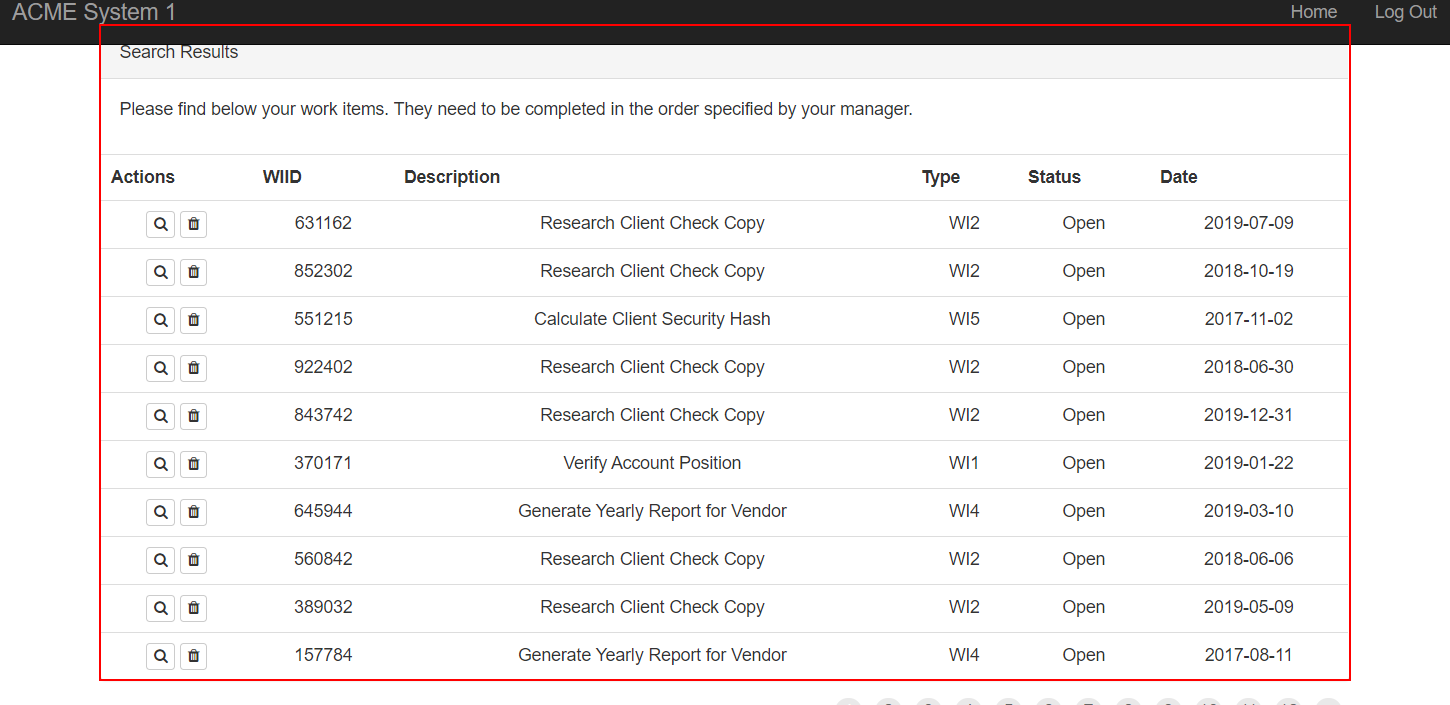 ACME System 1 Home Log Out
Search Results
Please find below your work items. They need to be completed in the order specified by your manager.
Actions WIID Description Type Status Date
631162 Research Client Check Copy WI2 Open 2019-07-09
852302 Research Client Check Copy WI2 Open 2018-10-19
551215 Calculate Client Security Hash WI5 Open 2017-11-02
922402 Research Client Check Copy WI2 Open 2018-06-30
843742 Research Client Check Copy WI2 Open 2019-12-31
370171 Verify Account Position WI1 Open 2019-01-22
645944 Generate Yearly Report for Vendor WI4 Open 2019-03-10
560842 Research Client Check Copy WI2 Open 2018-06-06
389032 Research Client Check Copy WI2 Open 2019-05-09
157784 Generate Yearly Report for Vendor WI4 Open 2017-08-11